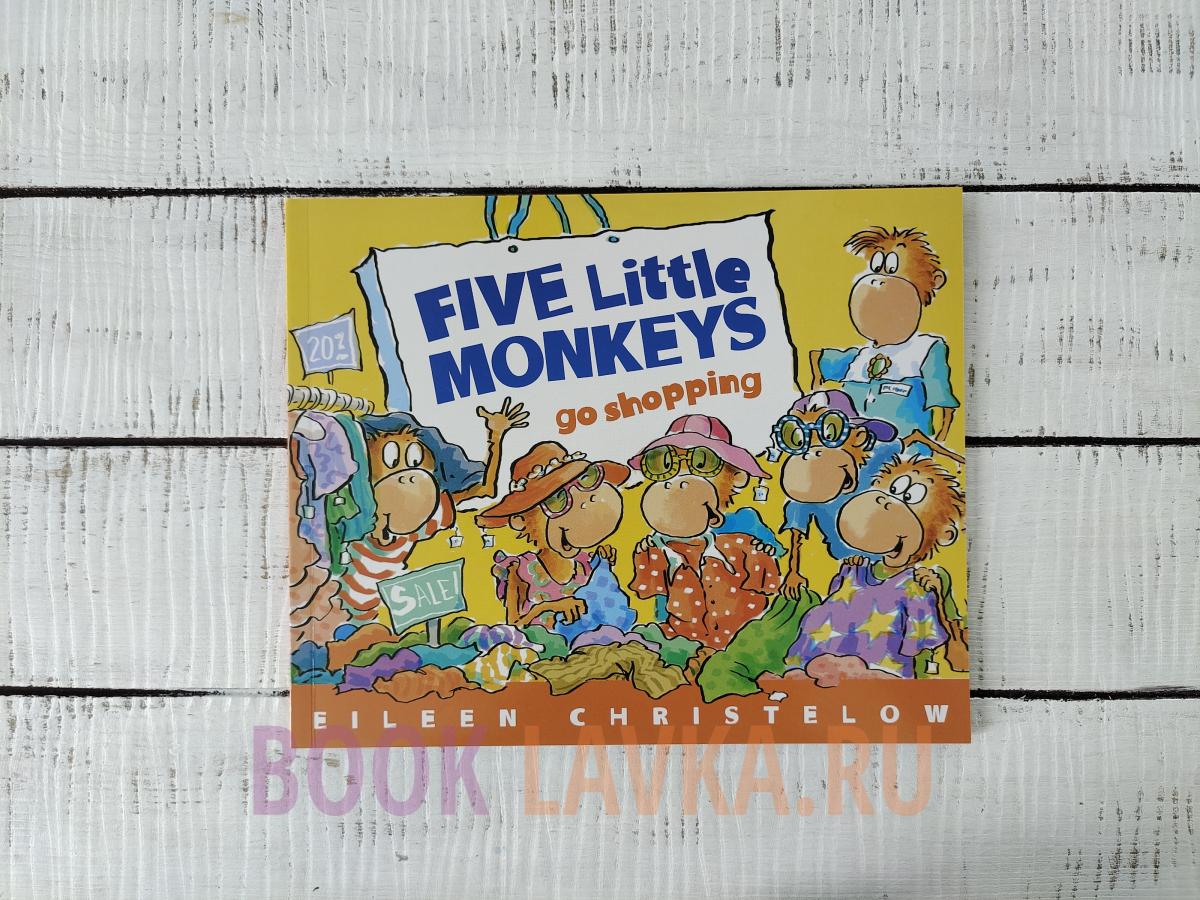 FIVE Little
MONKEYS
go shopping
20%
SALE!
EILEEN CHRISTELOW
BOOK LAVKA.RU